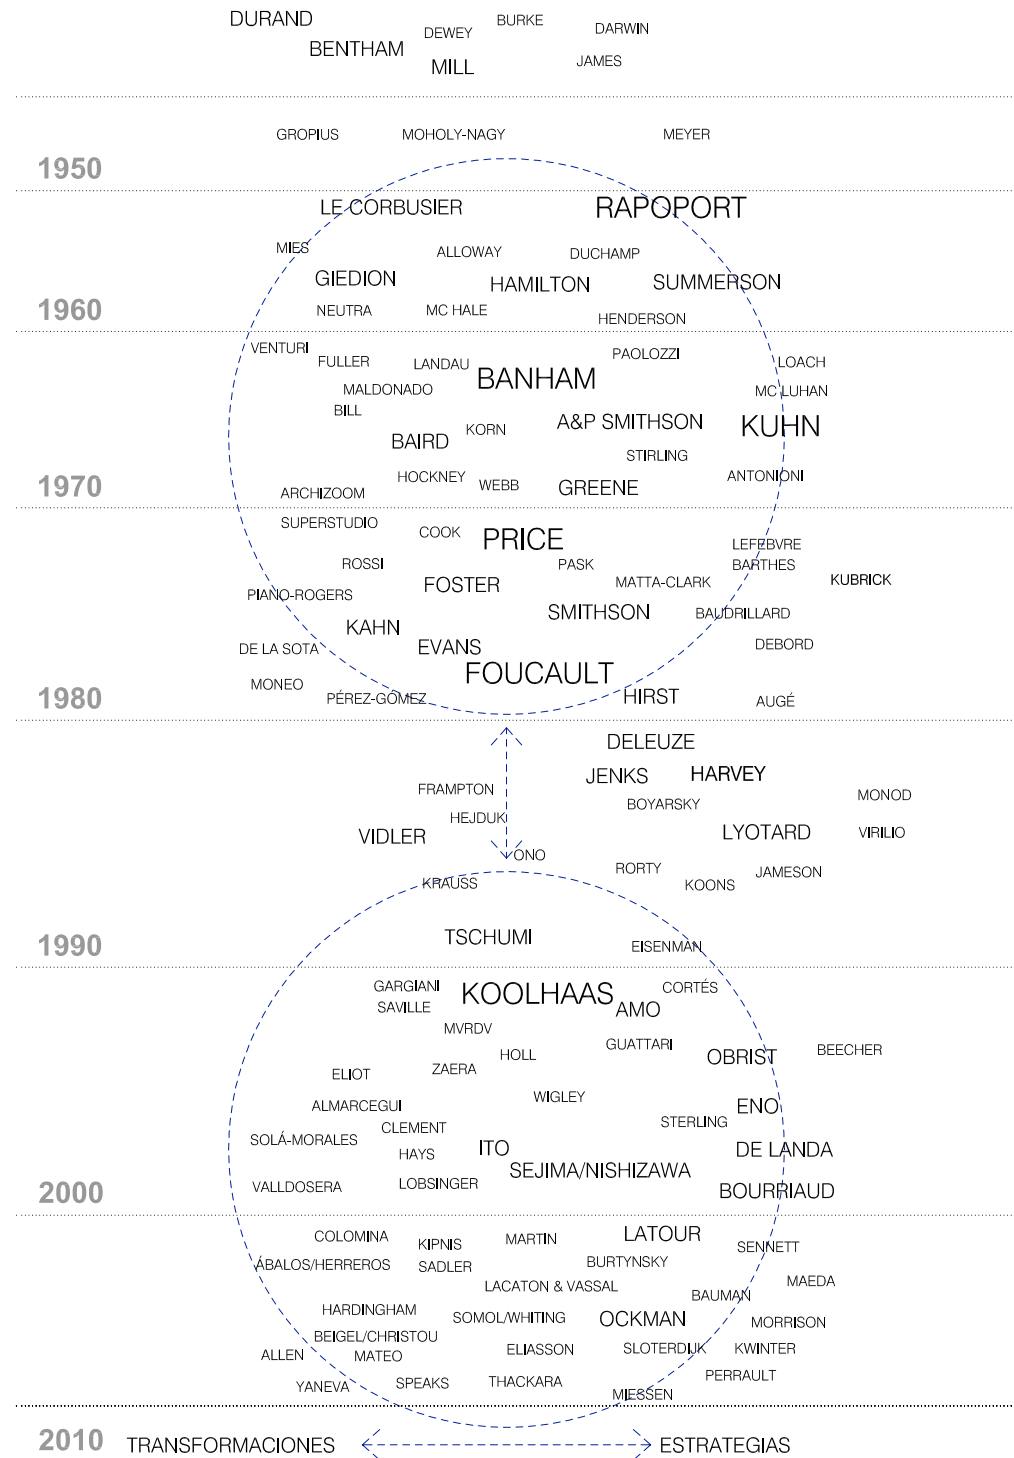 DURAND
BURKE
DEWEY
DARWIN
BENTHAM
MILL
JAMES
GROPIUS
MOHOLY-NAGY
MEYER
1950
LE CORBUSIER
RAPOPORT
MIES
ALLOWAY
DUCHAMP
GIEDION
HAMILTON
SUMMERSON
NEUTRA
MC HALE
1960
HENDERSON
VENTURI
FULLER
LANDAU
PAOLOZZI
LOACH
BANHAM
MALDONADO
MC LUHAN
BILL
A&P SMITHSON
KUHN
BAIRD
KORN
STIRLING
HOCKNEY
WEBB
GREENE
ANTONIONI
1970
ARCHIZOOM
SUPERSTUDIO
COOK
PRICE
LEFEBVRE
ROSSI
PASK
BARTHES
FOSTER
MATTA-CLARK
KUBRICK
PIANO-ROGERS
SMITHSON
BAUDRILLARD
KAHN
DE LA SOTA
EVANS
DEBORD
FOUCAULT
MONEO
PÉREZ-GÓMEZ
HIRST
AUGÉ
1980
DELEUZE
JENKS
HARVEY
FRAMPTON
BOYARSKY
MONOD
HEJDUK
VIDLER
LYOTARD
VIRILIO
ONO
KRAUSS
RORTY
KOONS
JAMESON
TSCHUMI
EISENMAN
1990
GARGIANI
KOOLHAAS
CORTÉS
SAVILLE
AMO
MVRDV
HOLL
GUATTARI
OBRIST
BEECHER
ELIOT
ZAERA
WIGLEY
ALMARCEGUI
ENO
CLEMENT
STERLING
SOLÁ-MORALES
HAYS
ITO
DE LANDA
SEJIMA/NISHIZAWA
VALLDOSERA
LOBSINGER
BOURRIAUD
2000
COLOMINA
KIPNIS
MARTIN
LATOUR
SENNETT
ÁBALOS/HERREROS
SADLER
BURTYNSKY
LACATON & VASSAL
BAUMAN
MAEDA
HARDINGHAM
SOMOL/WHITING
OCKMAN
MORRISON
BEIGEL/CHRISTOU
ALLEN
MATEO
ELIASSON
SLOTERDIJK
KWINTER
YANEVA
SPEAKS
THACKARA
MIESSEN
PERRAULT
2010
TRANSFORMACIONES
ESTRATEGIAS